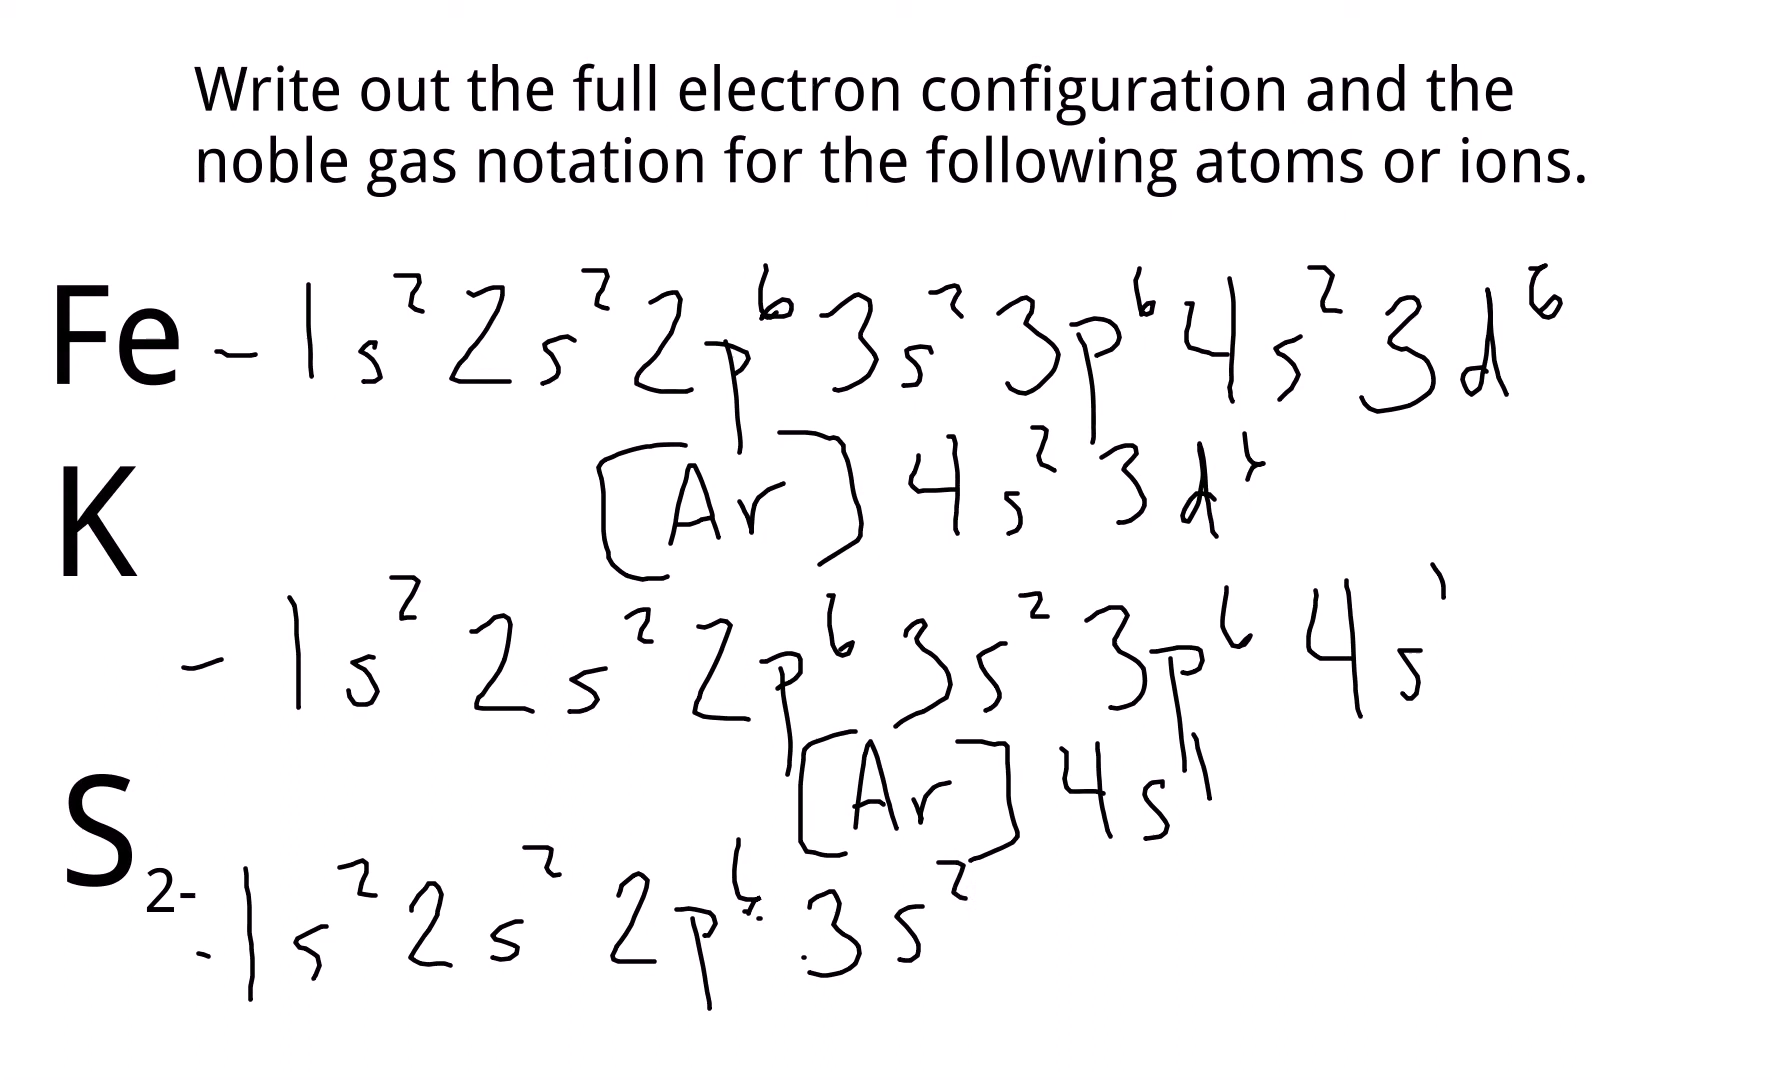 Write out the full electron configuration and the
noble gas notation for the following atoms or ions.
Fe - 1s² 2s² 2p⁶ 3s² 3p⁶ 4s² 3d⁶
[Ar] 4s² 3d
K
- 1s² 2s² 2p⁶ 3s² 3p⁶ 4s¹
[Ar] 4s¹
S₂₋ - 1s² 2s² 2p⁶ 3s²